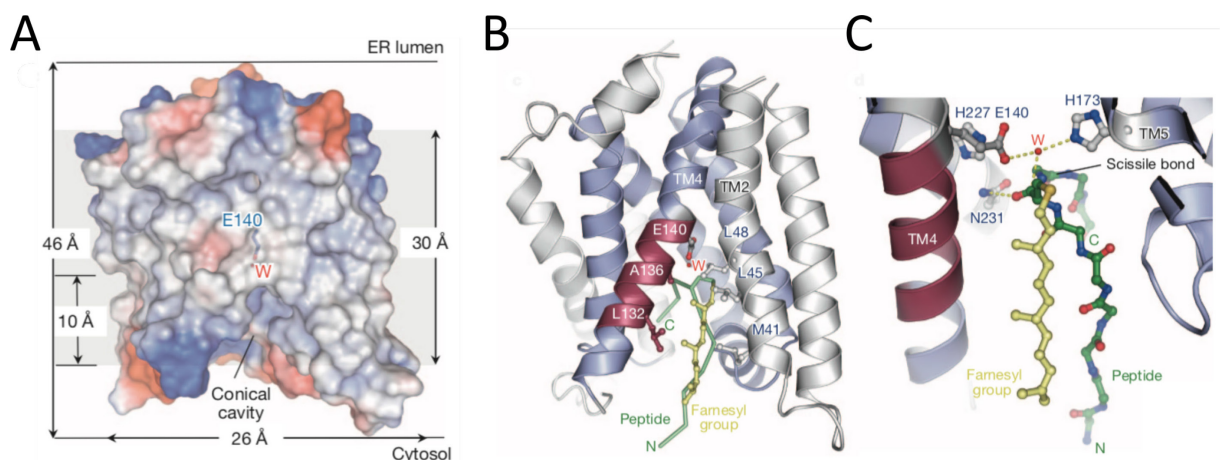 A
ER lumen
E140
46 Å
30 Å
W
10 Å
Conical
cavity
26 Å
Cytosol
B
c
TM4
TM2
E140
L48
W
A136
L45
L132
C
M41
Peptide
Farnesyl
group
N
C
d
H227 E140
H173
W
TM5
Scissile bond
N231
TM4
C
Farnesyl
group
Peptide
N